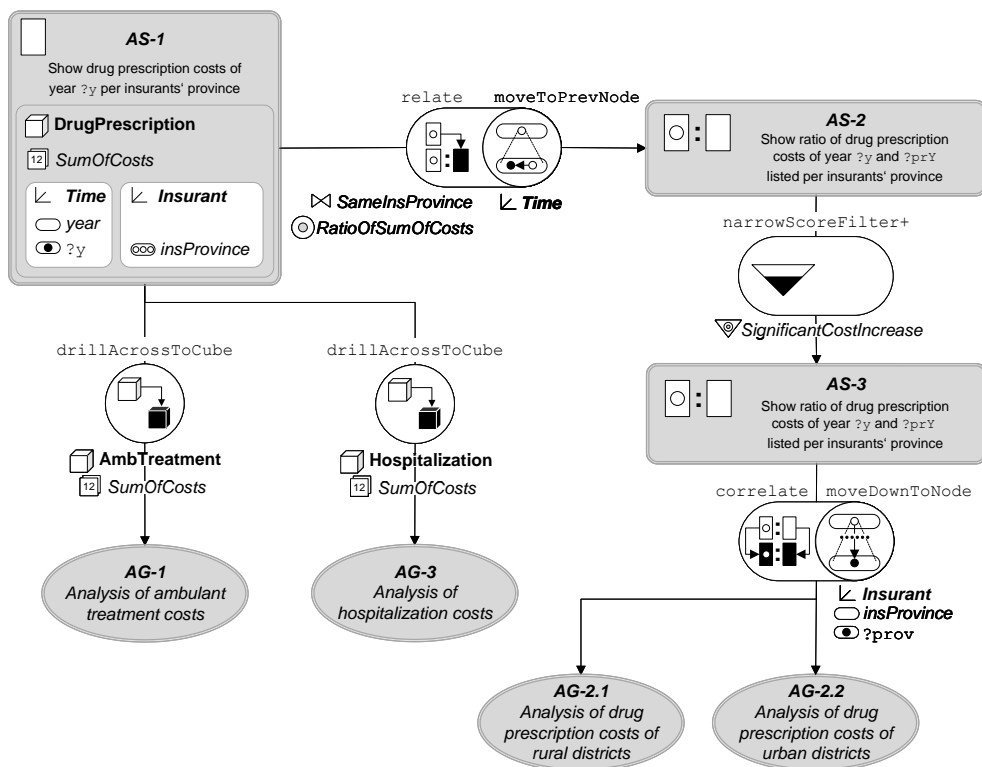 AS-1
Show drug prescription costs of
year ?y per insurants' province
DrugPrescription
12 SumOfCosts
Time
year
?y
Insurant
insProvince
relate moveToPrevNode
SameInsProvince
RatioOfSumOfCosts
Time
AS-2
Show ratio of drug prescription
costs of year ?y and ?prY
listed per insurants' province
narrowScoreFilter+
SignificantCostIncrease
AS-3
Show ratio of drug prescription
costs of year ?y and ?prY
listed per insurants' province
correlate moveDownToNode
Insurant
insProvince
?prov
drillAcrossToCube
AmbTreatment
12 SumOfCosts
AG-1
Analysis of ambulant
treatment costs
drillAcrossToCube
Hospitalization
12 SumOfCosts
AG-3
Analysis of
hospitalization costs
AG-2.1
Analysis of drug
prescription costs of
rural districts
AG-2.2
Analysis of drug
prescription costs of
urban districts